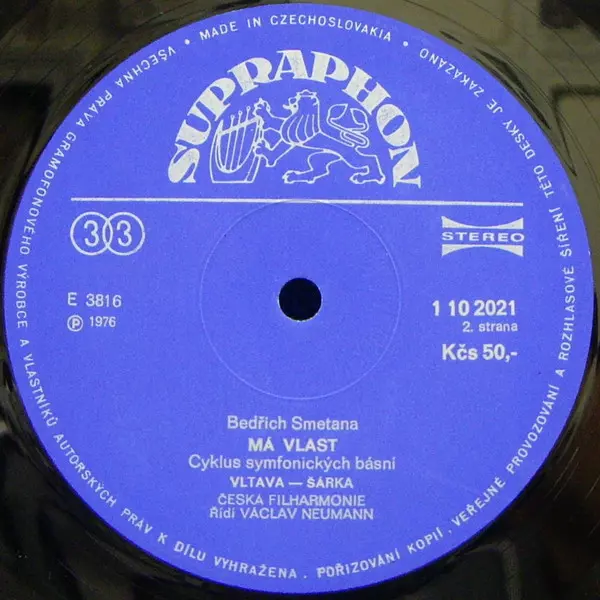 VŠECHNA PRÁVA GRAMOFONOVÉHO VÝROBCE A VLASTNÍKŮ AUTORSKÝCH PRÁV K DÍLU VYHRAŽENA . POŘIZOVÁNÍ KOPIÍ . VEŘEJNÉ PROVOZOVÁNÍ A ROZHLASOVÉ ŠÍŘENÍ TÉTO DESKY JE ZAKÁZÁNO
• MADE IN CZECHOSLOVAKIA •
SUPRAPHON
33
STEREO
E 3816
1 10 2021
℗ 1976
2. strana
Kčs 50,-
Bedřich Smetana
MÁ VLAST
Cyklus symfonických básní
VLTAVA — ŠÁRKA
ČESKÁ FILHARMONIE
Řídí VÁCLAV NEUMANN